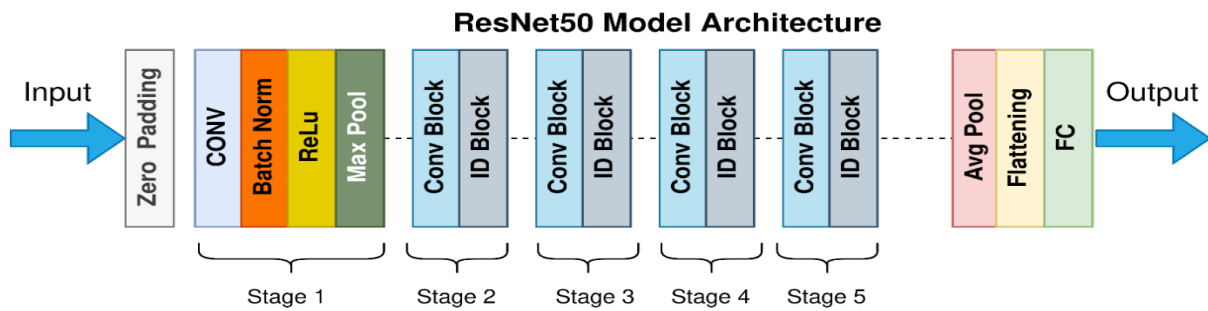 ResNet50 Model Architecture
Input
Zero Padding
CONV
Batch Norm
ReLu
Max Pool
Conv Block
ID Block
Conv Block
ID Block
Conv Block
ID Block
Conv Block
ID Block
Avg Pool
Flattening
FC
Output
Stage 1
Stage 2
Stage 3
Stage 4
Stage 5